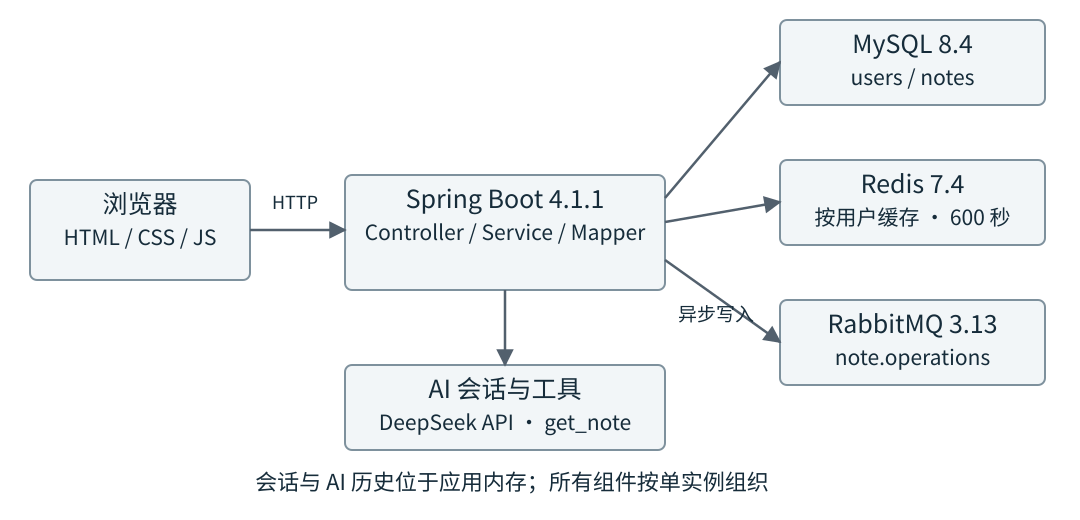 MySQL 8.4
users / notes
浏览器
HTML / CSS / JS
HTTP
Spring Boot 4.1.1
Controller / Service / Mapper
Redis 7.4
按用户缓存 · 600 秒
异步写入
RabbitMQ 3.13
note.operations
AI 会话与工具
DeepSeek API · get_note
会话与 AI 历史位于应用内存；所有组件按单实例组织